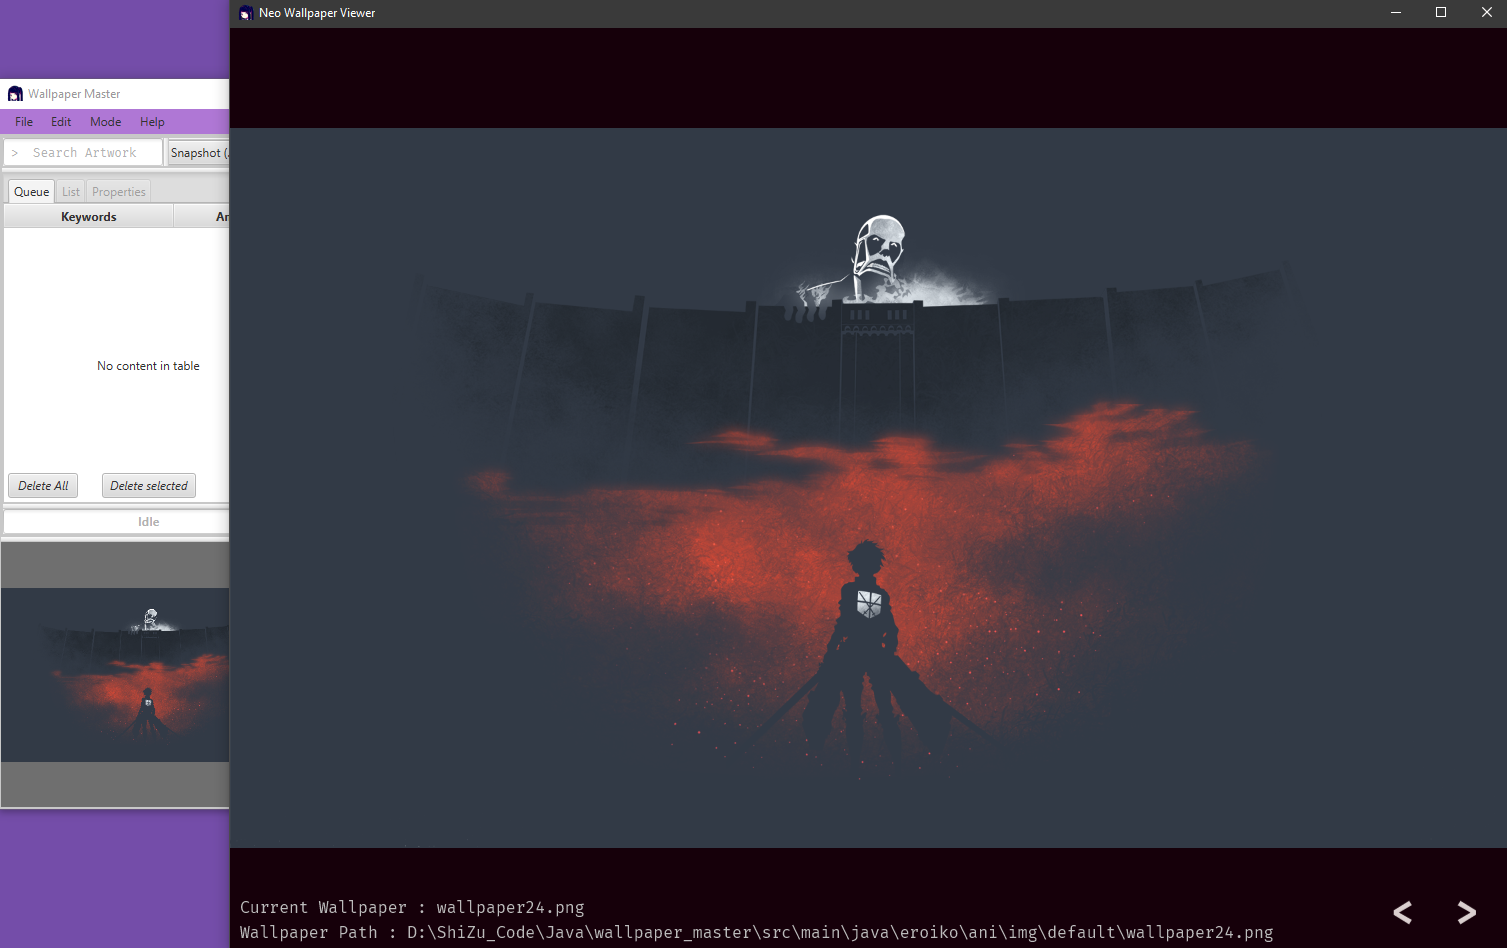 Neo Wallpaper Viewer
Wallpaper Master
File Edit Mode Help
> Search Artwork
Snapshot (.
Queue List Properties
Keywords
No content in table
Delete All Delete selected
Idle
Current Wallpaper : wallpaper24.png
< >
Wallpaper Path : D:\ShiZu_Code\Java\wallpaper_master\src\main\java\eroiko\ani\img\default\wallpaper24.png